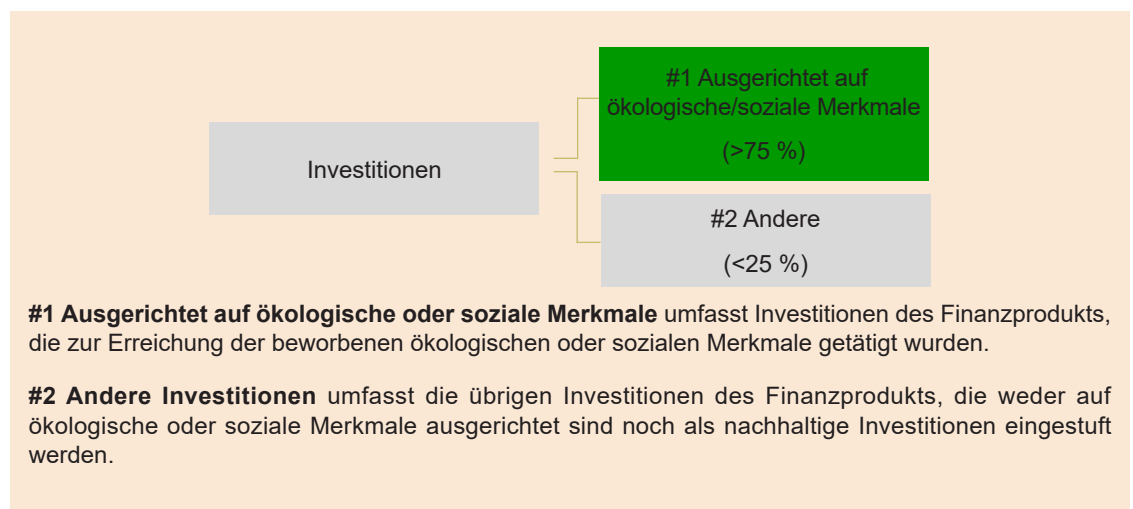 #1 Ausgerichtet auf
ökologische/soziale Merkmale
(>75 %)
Investitionen
#2 Andere
(<25 %)
#1 Ausgerichtet auf ökologische oder soziale Merkmale umfasst Investitionen des Finanzprodukts,
die zur Erreichung der beworbenen ökologischen oder sozialen Merkmale getätigt wurden.
#2 Andere Investitionen umfasst die übrigen Investitionen des Finanzprodukts, die weder auf
ökologische oder soziale Merkmale ausgerichtet sind noch als nachhaltige Investitionen eingestuft
werden.